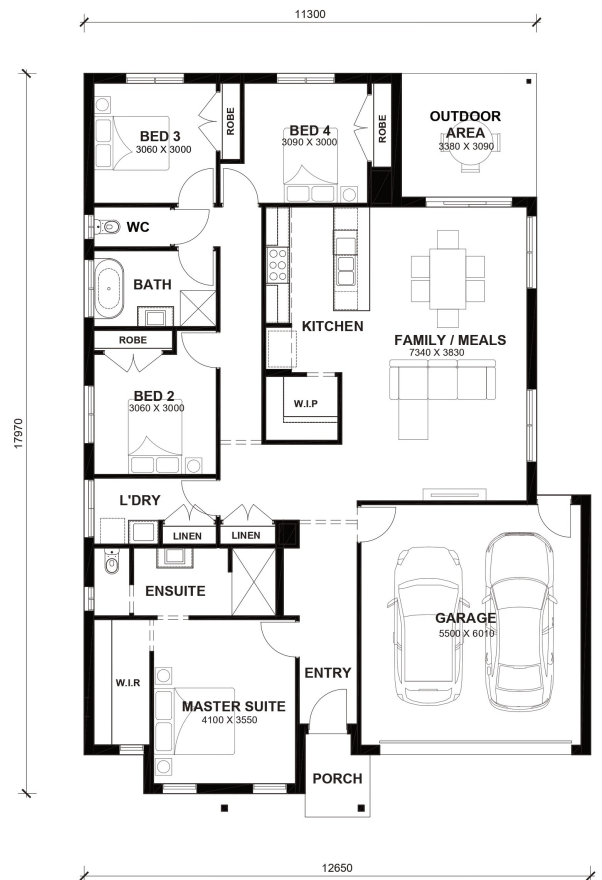 11300
BED 3
3060 X 3000
ROBE
BED 4
3090 X 3000
ROBE
OUTDOOR
AREA
3380 X 3090
WC
BATH
KITCHEN
FAMILY / MEALS
7340 X 3830
ROBE
BED 2
3060 X 3000
W.I.P
17970
L'DRY
LINEN
LINEN
ENSUITE
GARAGE
5500 X 6010
ENTRY
W.I.R
MASTER SUITE
4100 X 3550
PORCH
12650